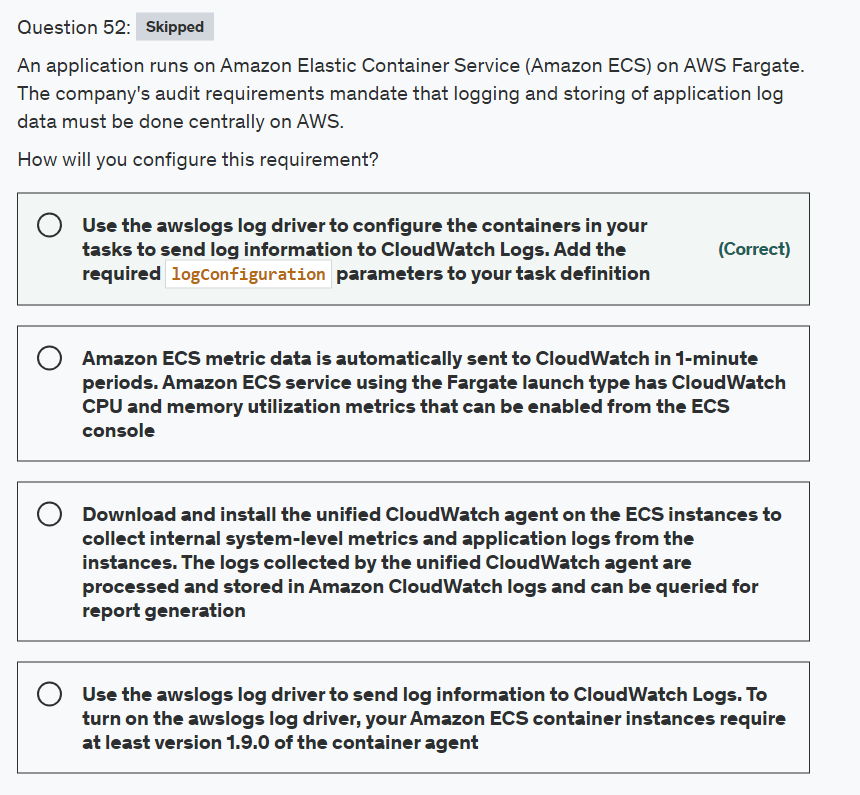 Question 52: Skipped
An application runs on Amazon Elastic Container Service (Amazon ECS) on AWS Fargate.
The company's audit requirements mandate that logging and storing of application log
data must be done centrally on AWS.
How will you configure this requirement?
Use the awslogs log driver to configure the containers in your
tasks to send log information to CloudWatch Logs. Add the
required logConfiguration parameters to your task definition
(Correct)
Amazon ECS metric data is automatically sent to CloudWatch in 1-minute
periods. Amazon ECS service using the Fargate launch type has CloudWatch
CPU and memory utilization metrics that can be enabled from the ECS
console
Download and install the unified CloudWatch agent on the ECS instances to
collect internal system-level metrics and application logs from the
instances. The logs collected by the unified CloudWatch agent are
processed and stored in Amazon CloudWatch logs and can be queried for
report generation
Use the awslogs log driver to send log information to CloudWatch Logs. To
turn on the awslogs log driver, your Amazon ECS container instances require
at least version 1.9.0 of the container agent